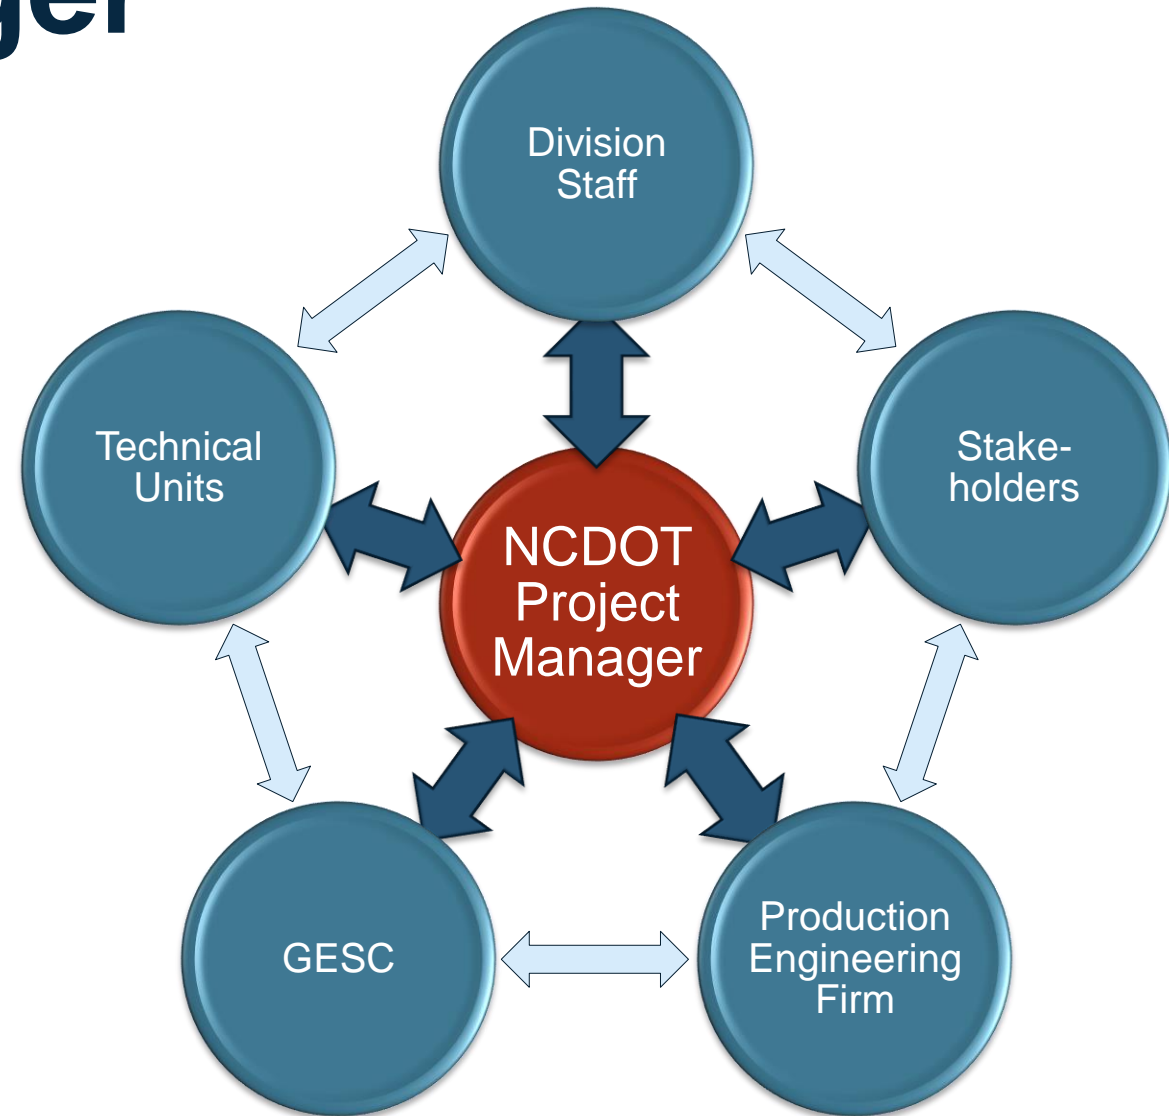 Division
Staff
Technical
Units
Stake-
holders
NCDOT
Project
Manager
GESC
Production
Engineering
Firm